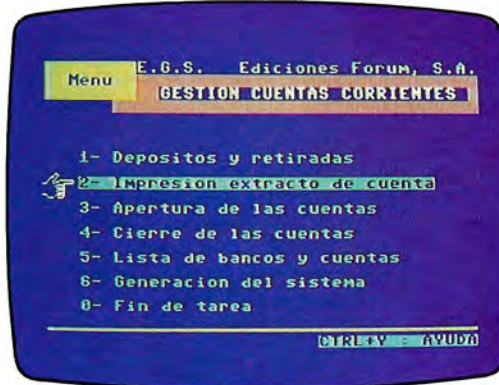 E.G.S. Ediciones Forum, S.A.
Menu
GESTION CUENTAS CORRIENTES
1- Depositos y retiradas
2- Impresion extracto de cuenta
3- Apertura de las cuentas
4- Cierre de las cuentas
5- Lista de bancos y cuentas
6- Generacion del sistema
0- Fin de tarea
CTRL+Y : AYUDA